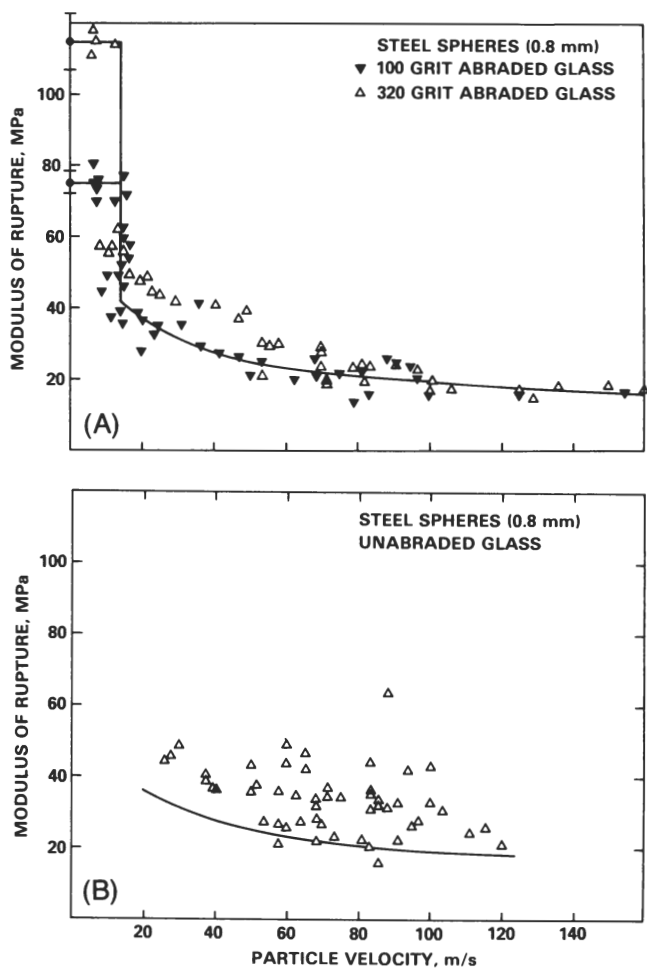 STEEL SPHERES (0.8 mm)
▼ 100 GRIT ABRADED GLASS
△ 320 GRIT ABRADED GLASS
MODULUS OF RUPTURE, MPa
100
80
60
40
20
(A)
STEEL SPHERES (0.8 mm)
UNABRADED GLASS
MODULUS OF RUPTURE, MPa
100
80
60
40
20
(B)
20 40 60 80 100 120 140
PARTICLE VELOCITY, m/s